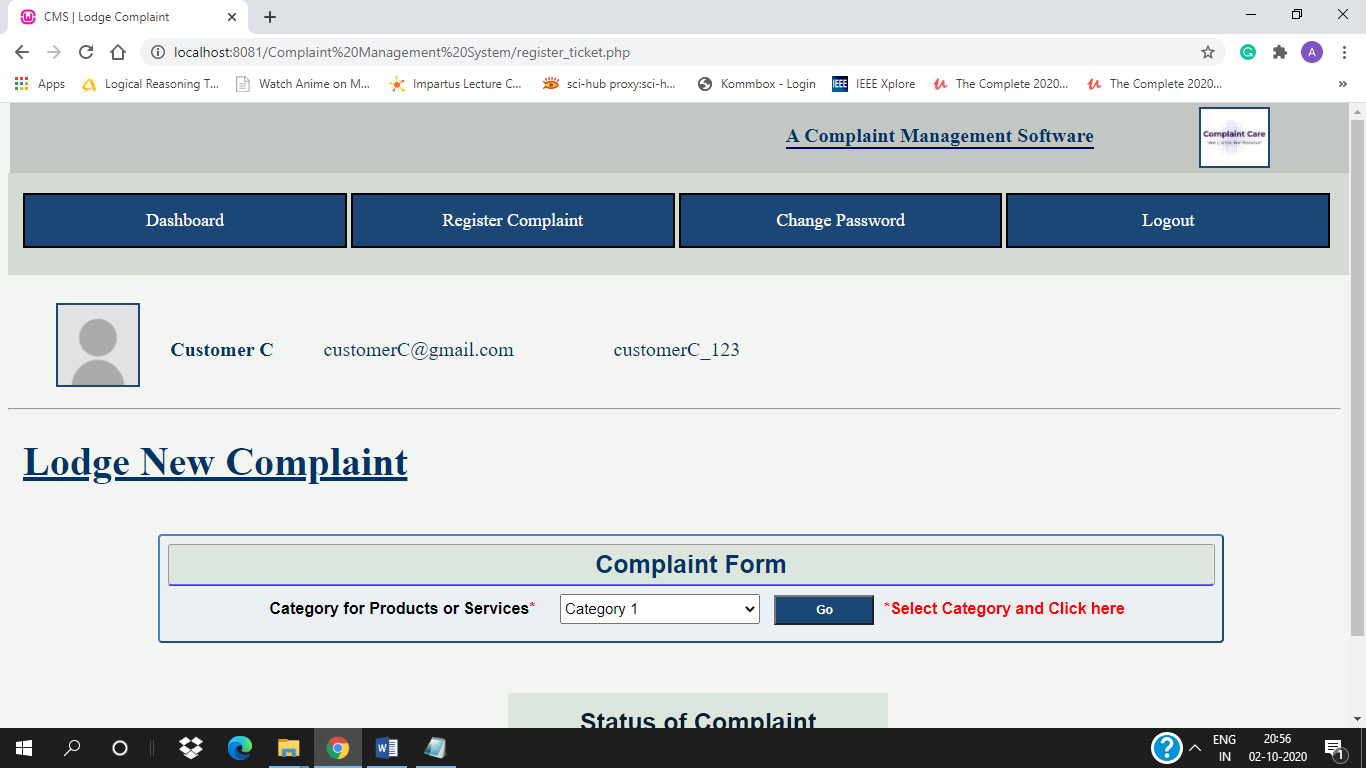 CMS | Lodge Complaint
localhost:8081/Complaint%20Management%20System/register_ticket.php
A
Apps
Logical Reasoning T...
Watch Anime on M...
Impartus Lecture C...
sci-hub proxy:sci-h...
Kommbox - Login
IEEE
IEEE Xplore
The Complete 2020...
The Complete 2020...
»
A Complaint Management Software
Complaint Care
Dashboard
Register Complaint
Change Password
Logout
Customer C
customerC@gmail.com
customerC_123
Lodge New Complaint
Complaint Form
Category for Products or Services*
Category 1
Go
*Select Category and Click here
Status of Complaint
ENG
IN
20:56
02-10-2020
1